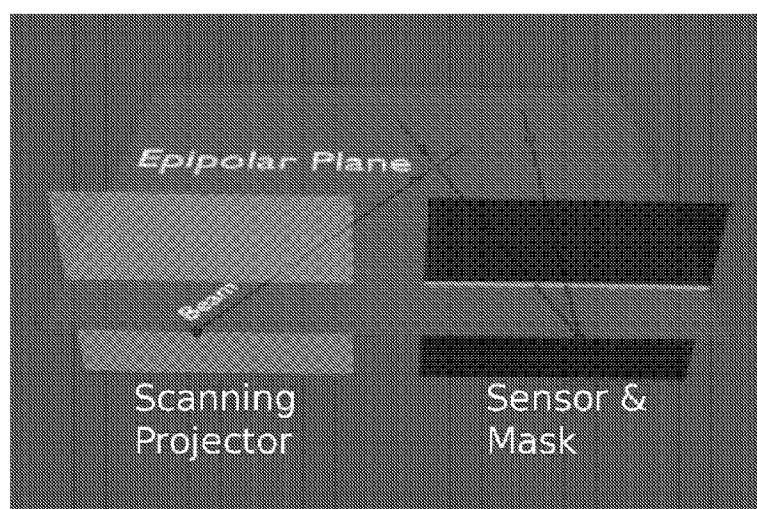 Epipolar Plane
Beam
Scanning
Projector
Sensor &
Mask